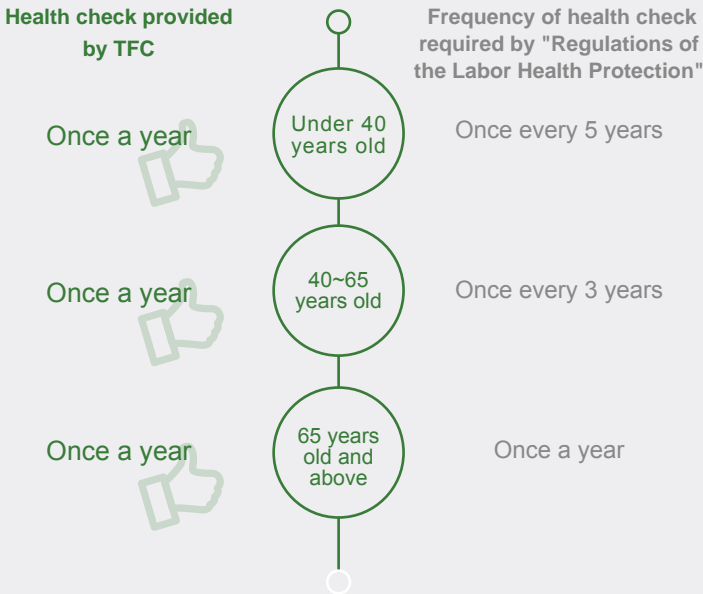 Health check provided
by TFC
Frequency of health check
required by "Regulations of
the Labor Health Protection"
Once a year
Under 40
years old
Once every 5 years
Once a year
40~65
years old
Once every 3 years
Once a year
65 years
old and
above
Once a year